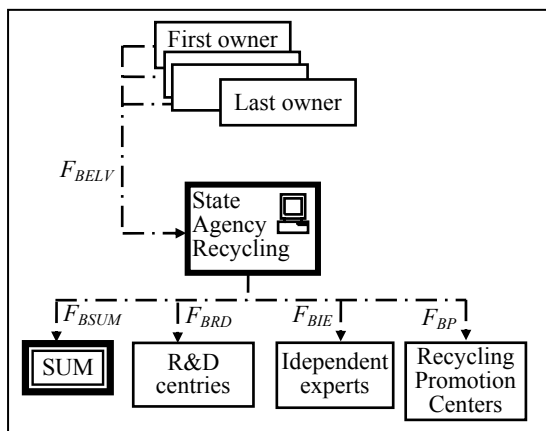 First owner
Last owner
F_BELV
State
Agency
Recycling
F_BSUM
F_BRD
F_BIE
F_BP
SUM
R&D
centries
Idependent
experts
Recycling
Promotion
Centers